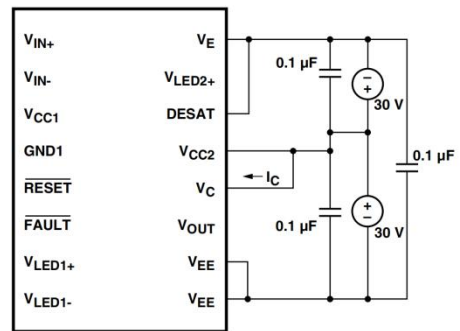 VIN+ VE
0.1 µF
VIN- VLED2+
VCC1 DESAT
30 V
GND1 VCC2
0.1 µF
RESET VC
IC
FAULT VOUT
0.1 µF
30 V
VLED1+ VEE
VLED1- VEE